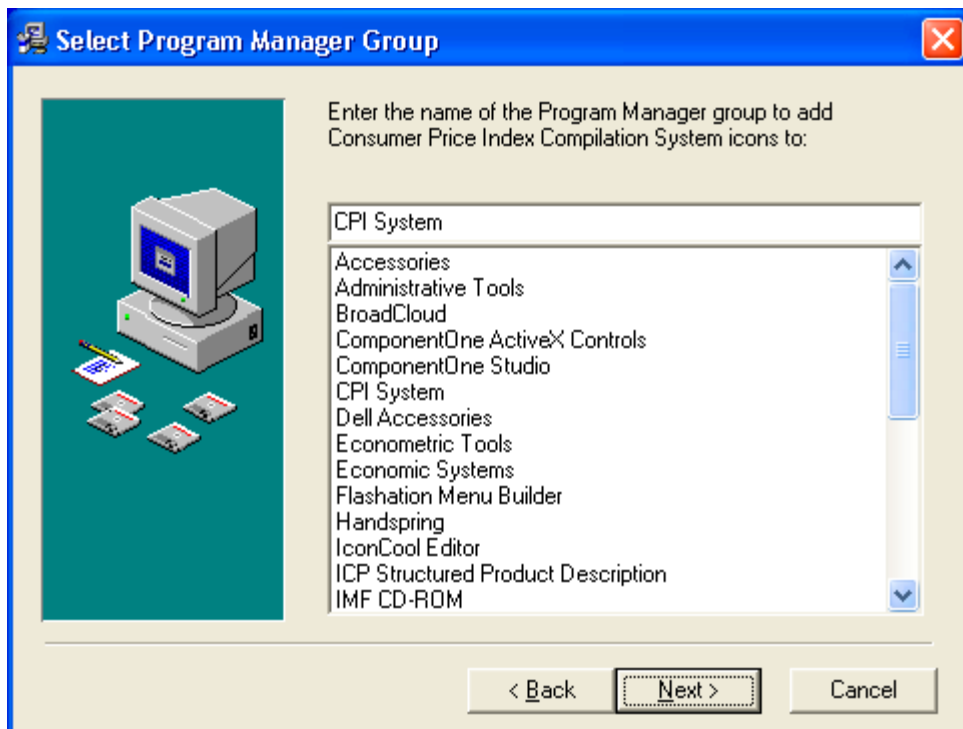 Select Program Manager Group
Enter the name of the Program Manager group to add
Consumer Price Index Compilation System icons to:
CPI System
Accessories
Administrative Tools
BroadCloud
ComponentOne ActiveX Controls
ComponentOne Studio
CPI System
Dell Accessories
Econometric Tools
Economic Systems
Flashation Menu Builder
Handspring
IconCool Editor
ICP Structured Product Description
IMF CD-ROM
< Back Next > Cancel